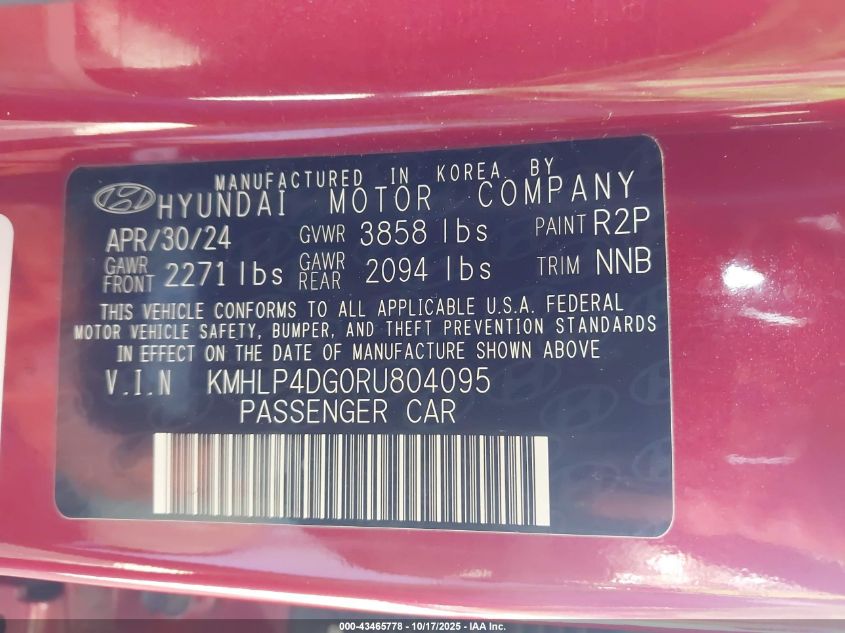 MANUFACTURED IN KOREA BY
HYUNDAI MOTOR COMPANY
APR/30/24 GVWR 3858 lbs PAINT R2P
GAWR FRONT 2271 lbs GAWR REAR 2094 lbs TRIM NNB
THIS VEHICLE CONFORMS TO ALL APPLICABLE U.S.A. FEDERAL
MOTOR VEHICLE SAFETY, BUMPER, AND THEFT PREVENTION STANDARDS
IN EFFECT ON THE DATE OF MANUFACTURE SHOWN ABOVE
V.I.N KMHLP4DG0RU804095
PASSENGER CAR
000-43465778 - 10/17/2025 - IAA Inc.